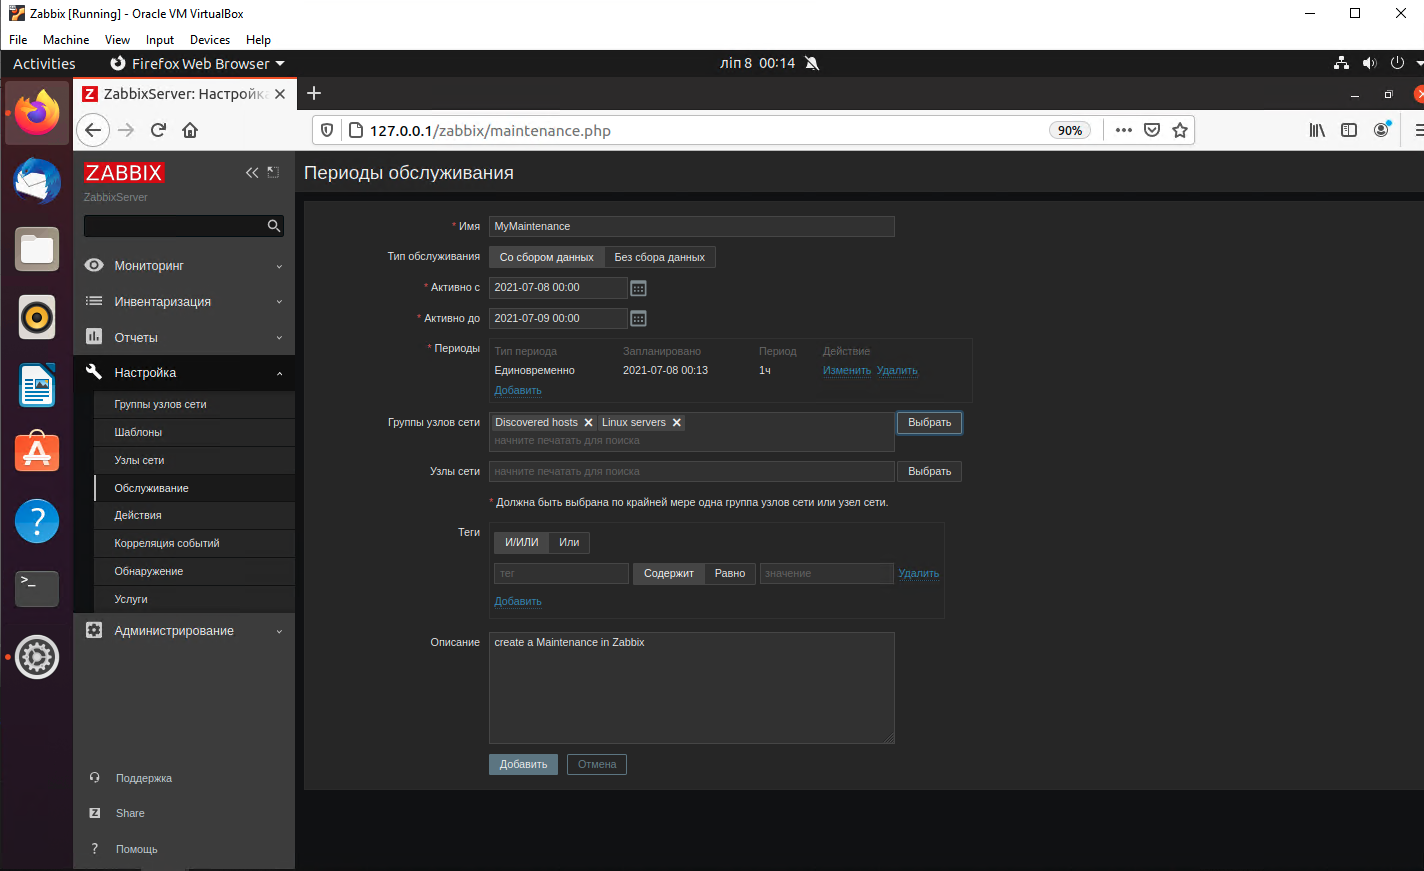 Zabbix [Running] - Oracle VM VirtualBox
File Machine View Input Devices Help
Activities Firefox Web Browser ліп 8 00:14
Z ZabbixServer: Настройка
127.0.0.1/zabbix/maintenance.php 90%
ZABBIX
ZabbixServer
Мониторинг
Инвентаризация
Отчеты
Настройка
Группы узлов сети
Шаблоны
Узлы сети
Обслуживание
Действия
Корреляция событий
Обнаружение
Услуги
Администрирование
Поддержка
Z Share
? Помощь
Периоды обслуживания
* Имя MyMaintenance
Тип обслуживания Со сбором данных Без сбора данных
* Активно с 2021-07-08 00:00
* Активно до 2021-07-09 00:00
* Периоды Тип периода Запланировано Период Действие
Единовременно 2021-07-08 00:13 1ч Изменить Удалить
Добавить
Группы узлов сети Discovered hosts Linux servers Выбрать
начните печатать для поиска
Узлы сети начните печатать для поиска Выбрать
* Должна быть выбрана по крайней мере одна группа узлов сети или узел сети.
Теги И/ИЛИ Или
тег Содержит Равно значение Удалить
Добавить
Описание create a Maintenance in Zabbix
Добавить Отмена